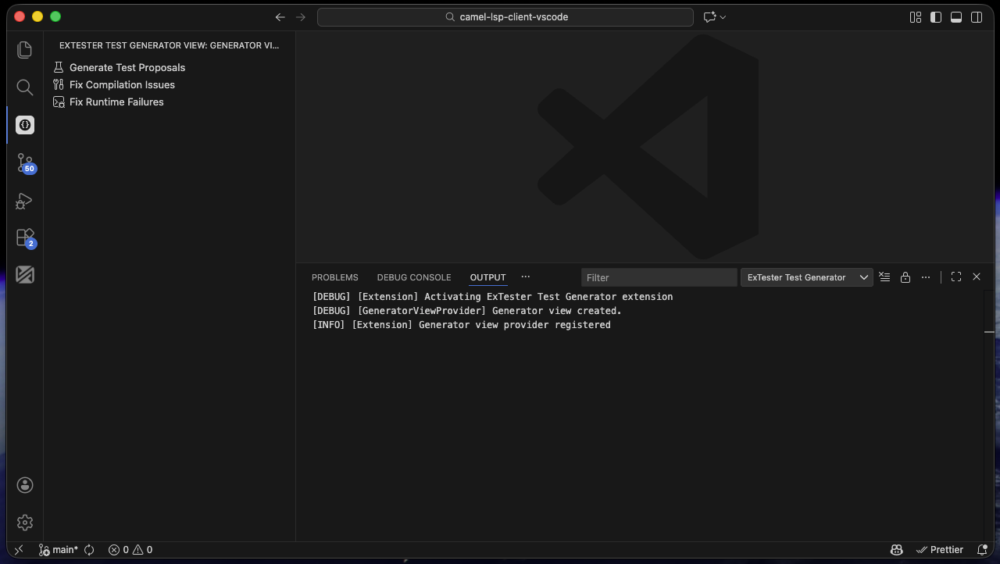 camel-lsp-client-vscode
EXTESTER TEST GENERATOR VIEW: GENERATOR VI...
Generate Test Proposals
Fix Compilation Issues
Fix Runtime Failures
50
2
PROBLEMS DEBUG CONSOLE OUTPUT ... Filter ExTester Test Generator
[DEBUG] [Extension] Activating ExTester Test Generator extension
[DEBUG] [GeneratorViewProvider] Generator view created.
[INFO] [Extension] Generator view provider registered
main* 0 0 Prettier